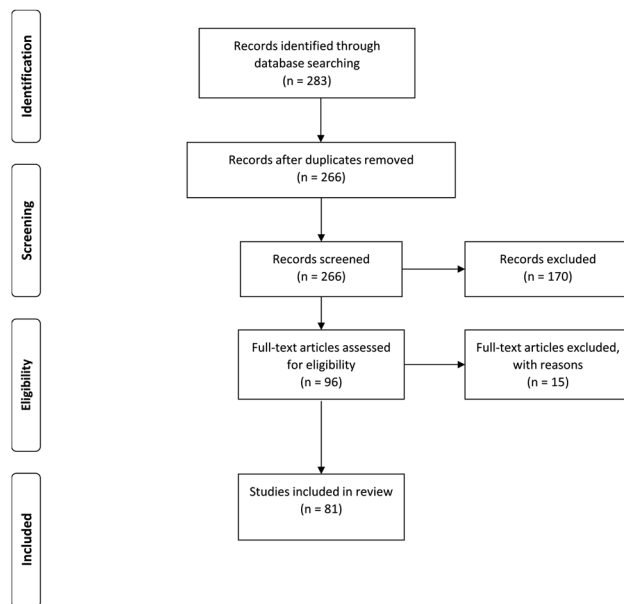 Identification
Records identified through
database searching
(n = 283)
Records after duplicates removed
(n = 266)
Screening
Records screened
(n = 266)
Records excluded
(n = 170)
Eligibility
Full-text articles assessed
for eligibility
(n = 96)
Full-text articles excluded,
with reasons
(n = 15)
Included
Studies included in review
(n = 81)